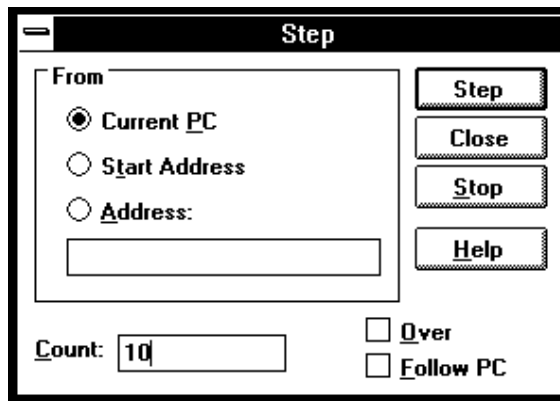 Step
From
Current PC
Start Address
Address:
Step
Close
Stop
Help
Count: 10
Over
Follow PC